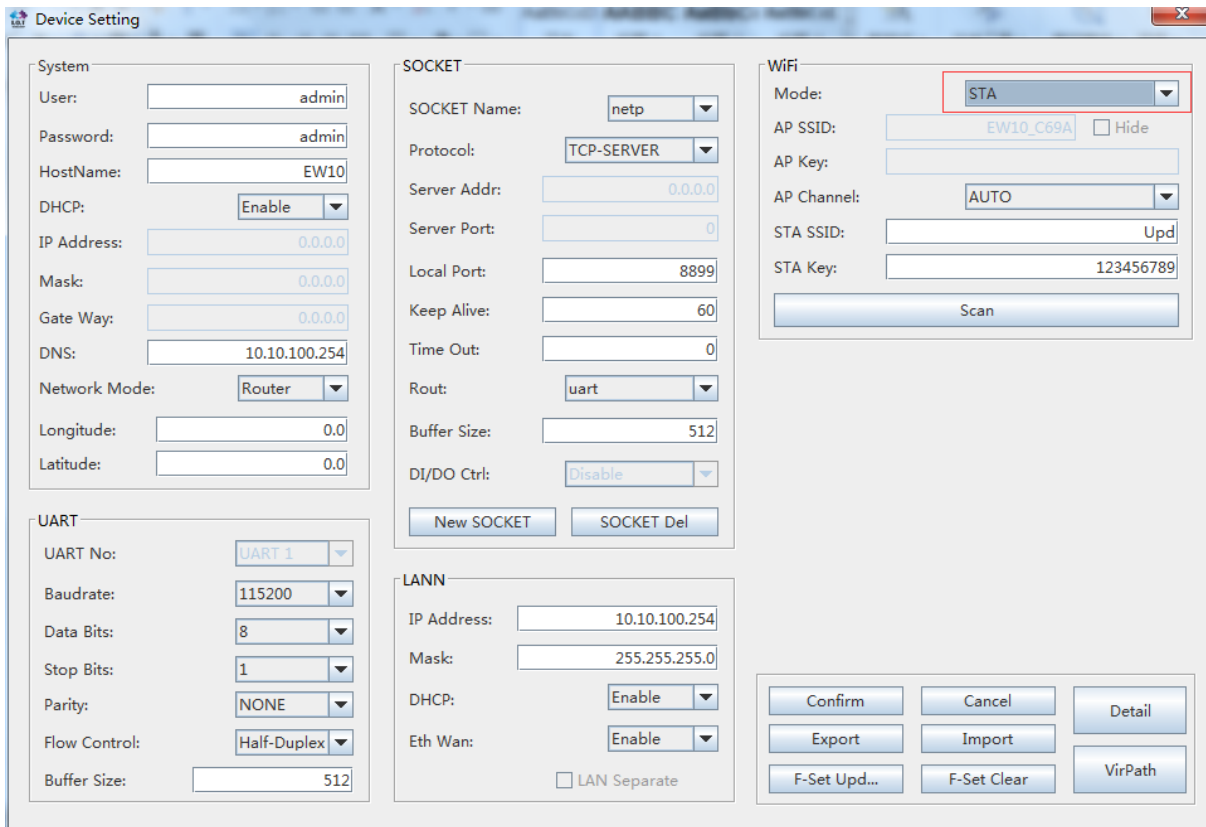 Device Setting
System
User: admin
Password: admin
HostName: EW10
DHCP: Enable
IP Address: 0.0.0.0
Mask: 0.0.0.0
Gate Way: 0.0.0.0
DNS: 10.10.100.254
Network Mode: Router
Longitude: 0.0
Latitude: 0.0
UART
UART No: UART 1
Baudrate: 115200
Data Bits: 8
Stop Bits: 1
Parity: NONE
Flow Control: Half-Duplex
Buffer Size: 512
SOCKET
SOCKET Name: netp
Protocol: TCP-SERVER
Server Addr: 0.0.0.0
Server Port: 0
Local Port: 8899
Keep Alive: 60
Time Out: 0
Rout: uart
Buffer Size: 512
DI/DO Ctrl: Disable
New SOCKET SOCKET Del
LANN
IP Address: 10.10.100.254
Mask: 255.255.255.0
DHCP: Enable
Eth Wan: Enable
LAN Separate
WiFi
Mode: STA
AP SSID: EW10_C69A Hide
AP Key:
AP Channel: AUTO
STA SSID: Upd
STA Key: 123456789
Scan
Confirm Cancel Detail
Export Import
F-Set Upd... F-Set Clear VirPath